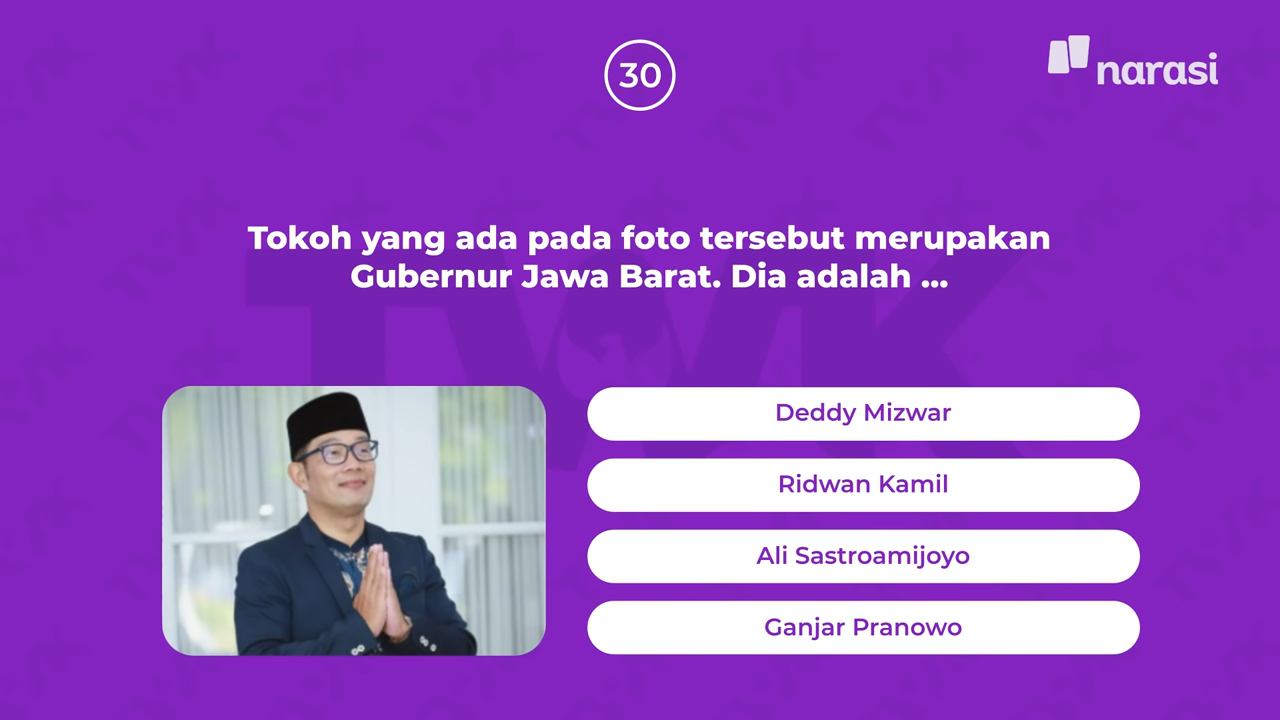 30
narasi
Tokoh yang ada pada foto tersebut merupakan
Gubernur Jawa Barat. Dia adalah ...
TWK
Deddy Mizwar
Ridwan Kamil
Ali Sastroamijoyo
Ganjar Pranowo